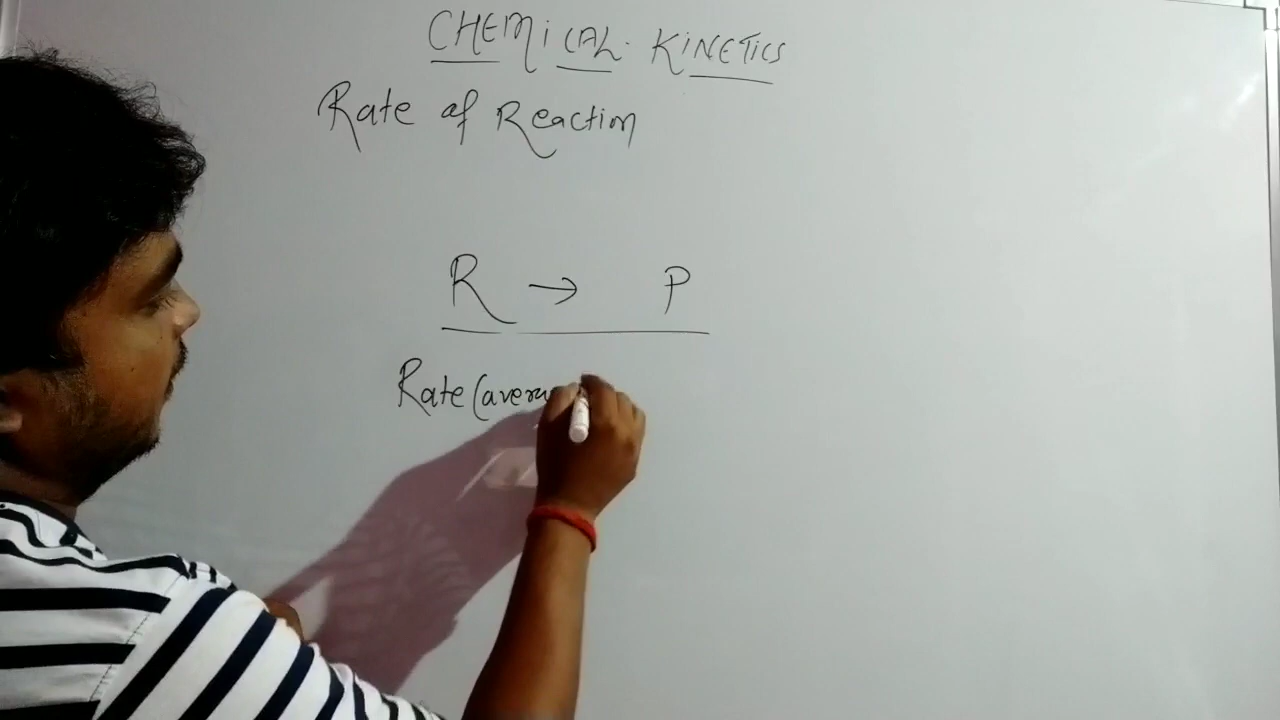 CHEMICAL KINETICS
Rate of Reaction
R → P
Rate (avera